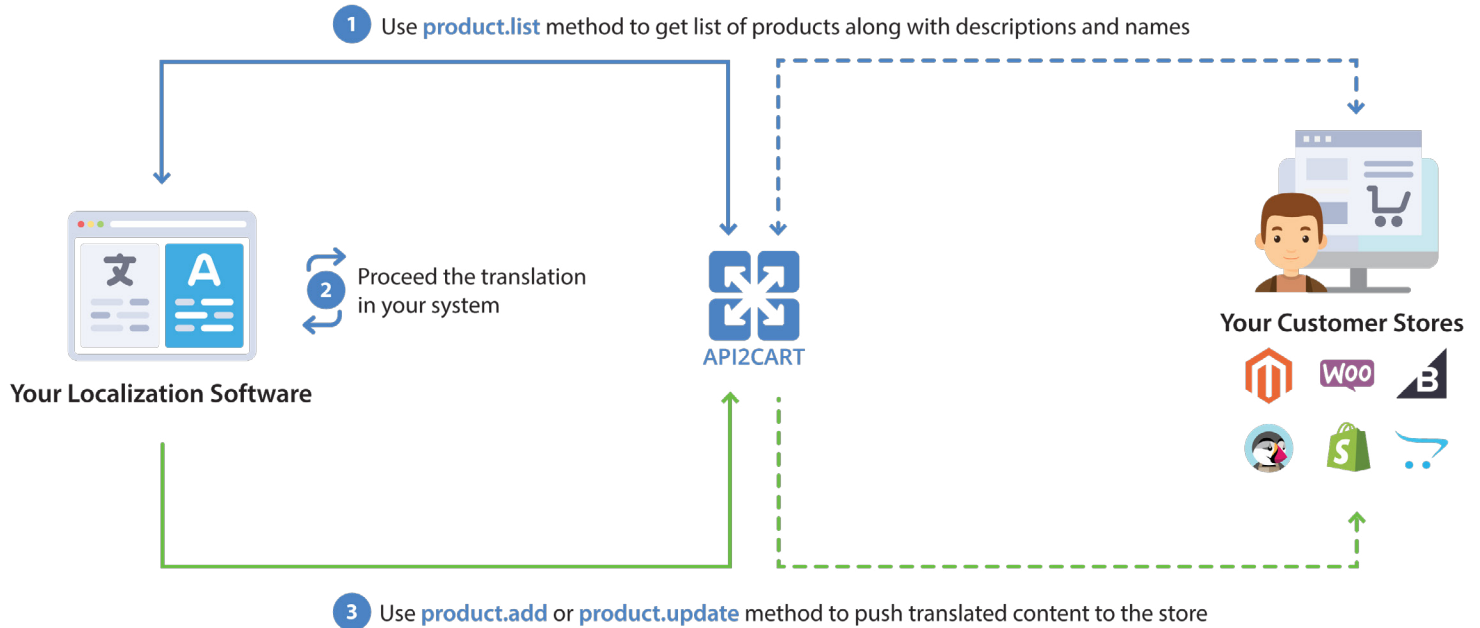 1 Use product.list method to get list of products along with descriptions and names
文 A
2 Proceed the translation
in your system
API2CART
Your Localization Software
Your Customer Stores
WOO
B
S
3 Use product.add or product.update method to push translated content to the store